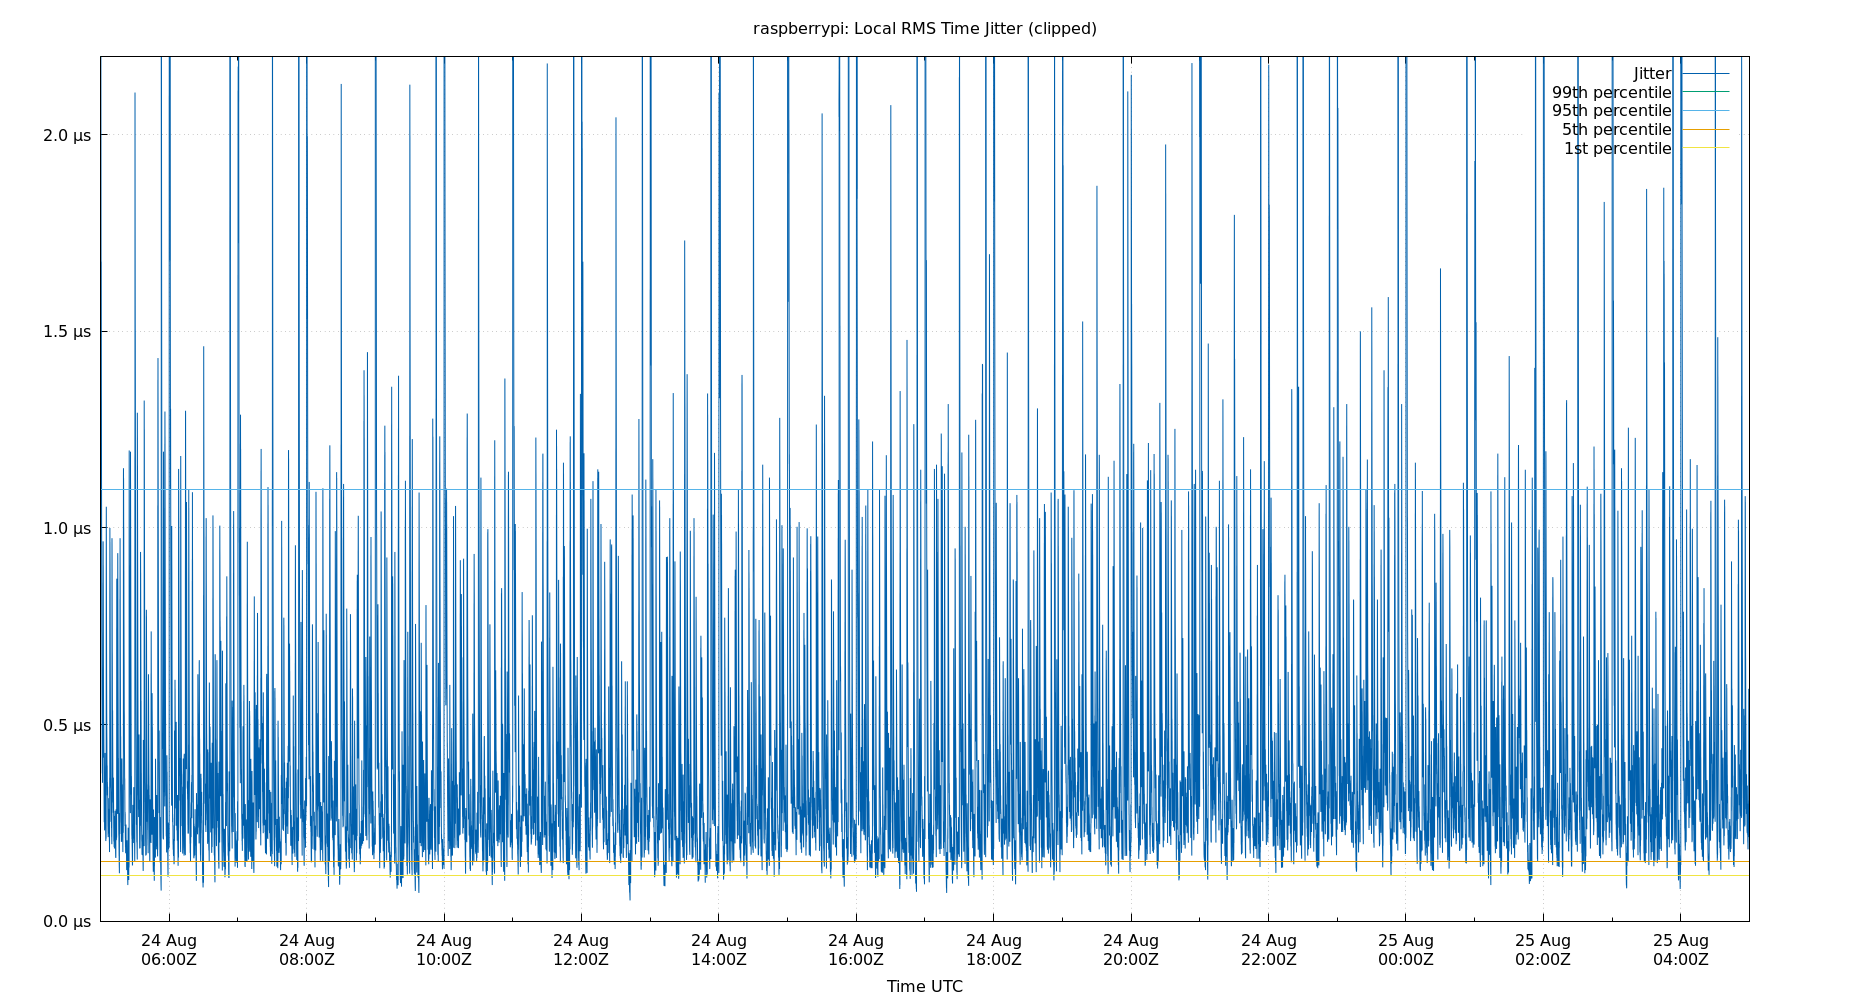 raspberrypi: Local RMS Time Jitter (clipped)
Jitter
99th percentile
95th percentile
5th percentile
1st percentile
2.0 μs
1.5 μs
1.0 μs
0.5 μs
0.0 μs
24 Aug 24 Aug 24 Aug 24 Aug 24 Aug 24 Aug 24 Aug 24 Aug 24 Aug 25 Aug 25 Aug 25 Aug
06:00Z 08:00Z 10:00Z 12:00Z 14:00Z 16:00Z 18:00Z 20:00Z 22:00Z 00:00Z 02:00Z 04:00Z
Time UTC